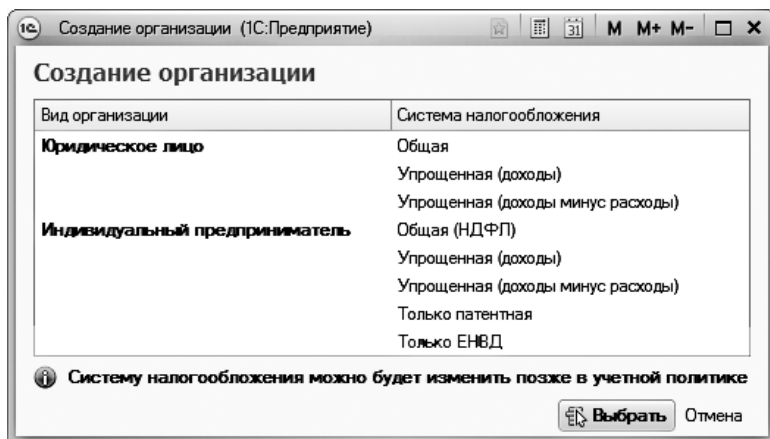 1С Создание организации (1С:Предприятие) 31 M M+ M-
Создание организации
Вид организации Система налогообложения
Юридическое лицо Общая
Упрощенная (доходы)
Упрощенная (доходы минус расходы)
Индивидуальный предприниматель Общая (НДФЛ)
Упрощенная (доходы)
Упрощенная (доходы минус расходы)
Только патентная
Только ЕНВД
Систему налогообложения можно будет изменить позже в учетной политике
Выбрать Отмена